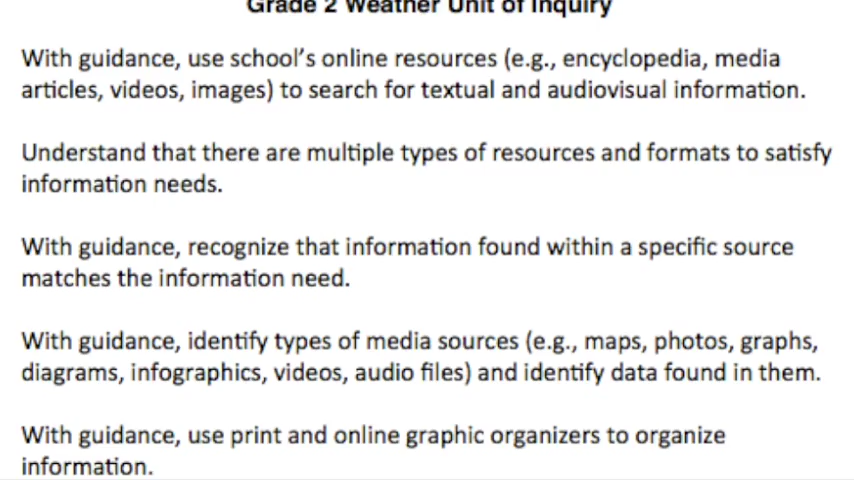 Grade 2 Weather Unit of Inquiry
With guidance, use school's online resources (e.g., encyclopedia, media
articles, videos, images) to search for textual and audiovisual information.
Understand that there are multiple types of resources and formats to satisfy
information needs.
With guidance, recognize that information found within a specific source
matches the information need.
With guidance, identify types of media sources (e.g., maps, photos, graphs,
diagrams, infographics, videos, audio files) and identify data found in them.
With guidance, use print and online graphic organizers to organize
information.